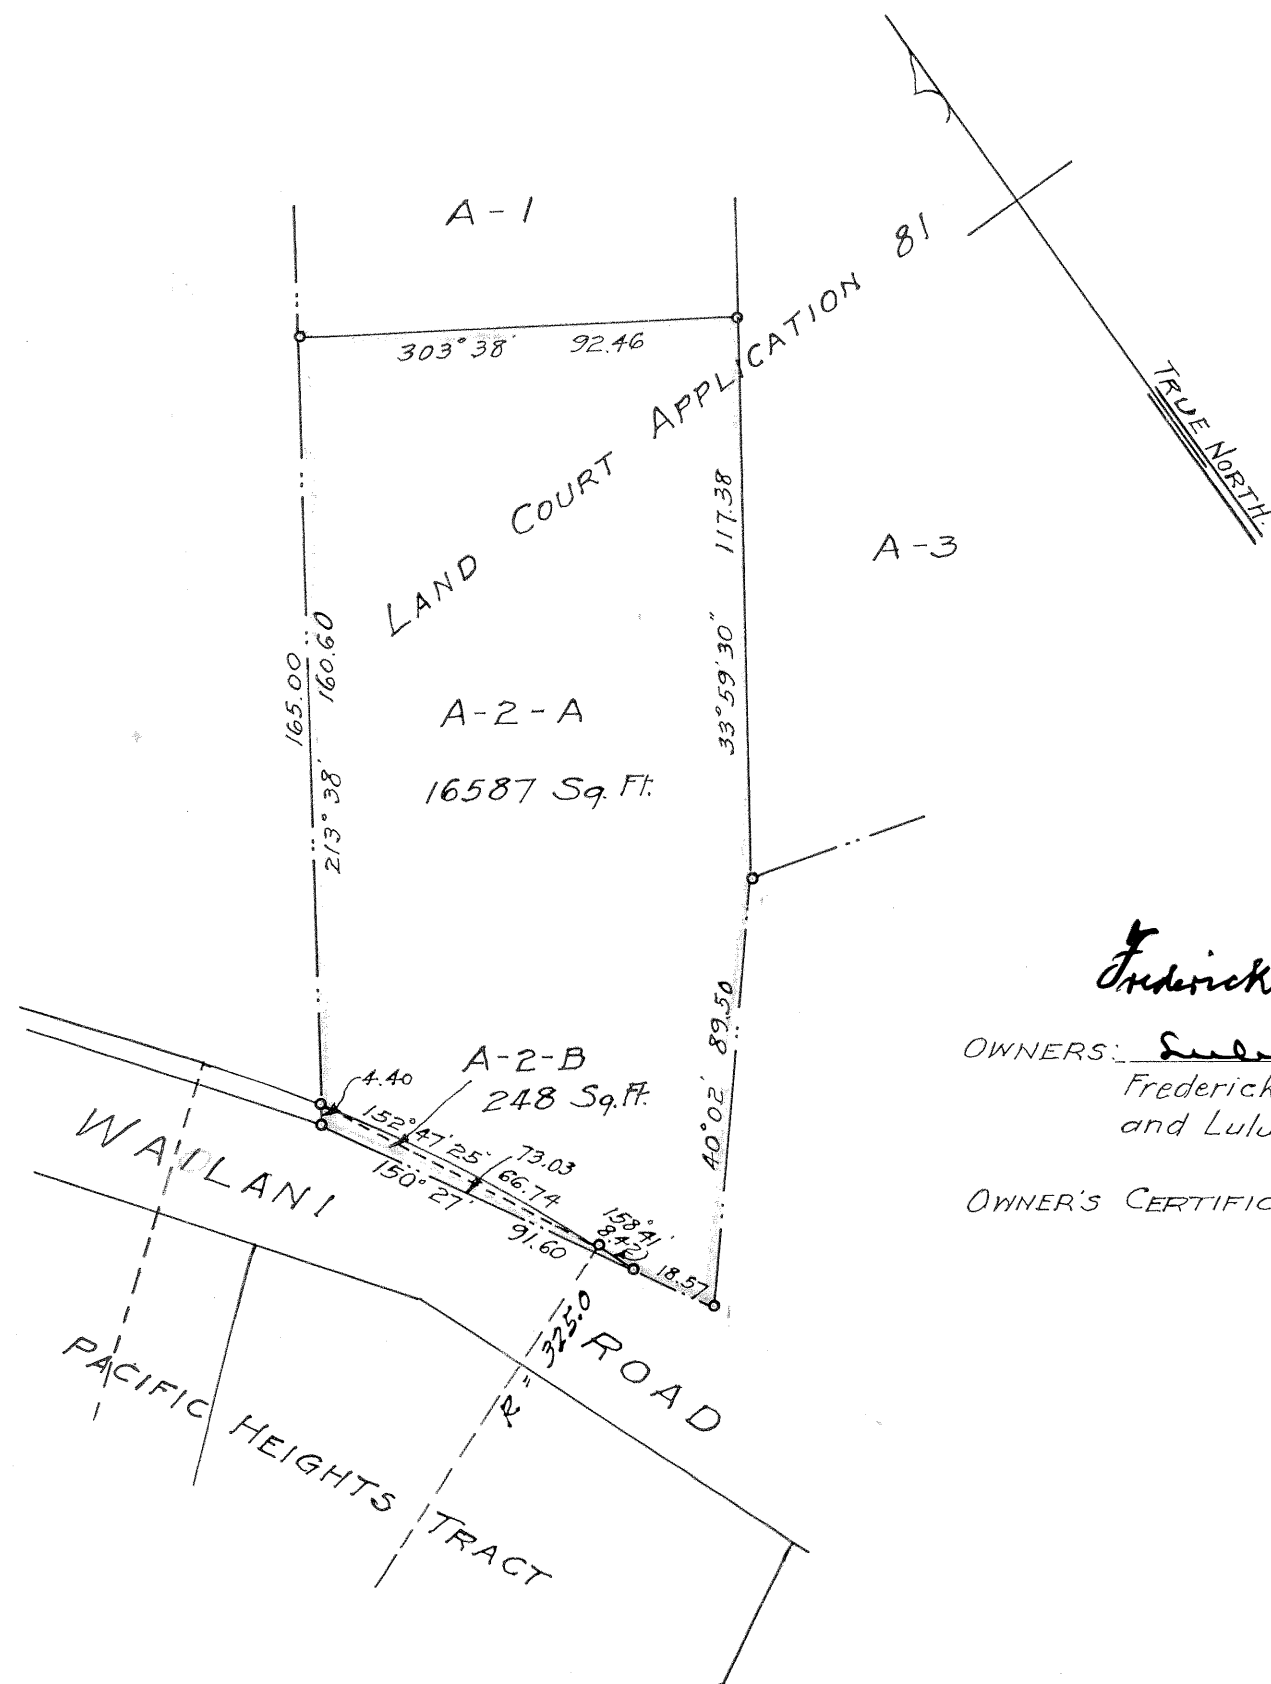 A-1
303°38' 92.46
LAND COURT APPLICATION 81
TRUE NORTH.
117.38
33°59'30"
A-3
165.00
213°38' 160.60
A-2-A
16587 Sq. Ft.
40°02' 89.50
A-2-B
248 Sq. Ft.
4.40
152°47'25"
73.03
66.74
150° 27'
91.60
158°41'
8.42
18.57
WAILANI ROAD
R" 325.0
PACIFIC HEIGHTS TRACT
Frederick
OWNERS:
Frederick
and Lulu
OWNER'S CERTIFIC